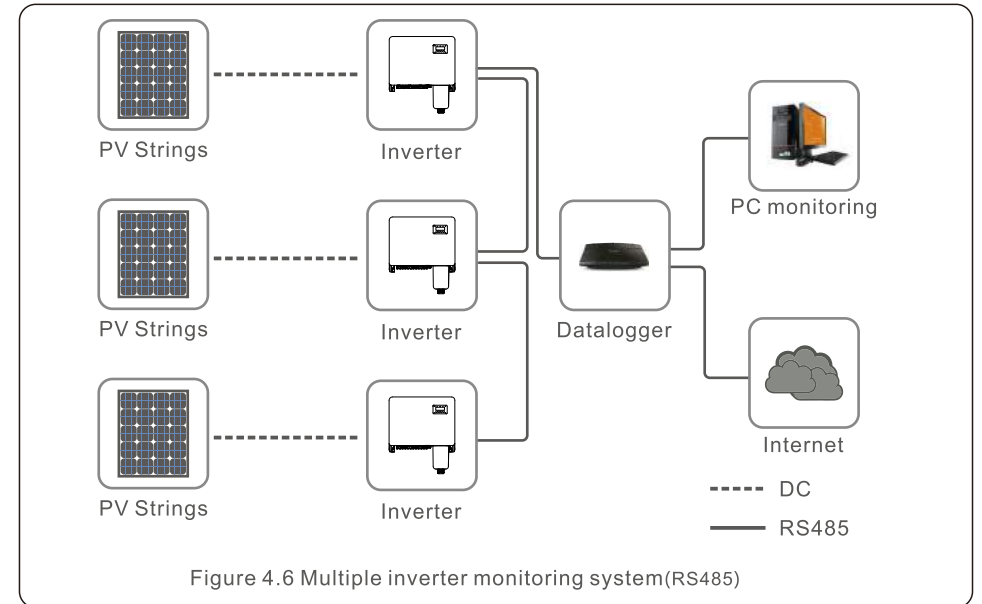 PV Strings
Inverter
PC monitoring
PV Strings
Inverter
Datalogger
Internet
DC
PV Strings
Inverter
RS485
Figure 4.6 Multiple inverter monitoring system(RS485)